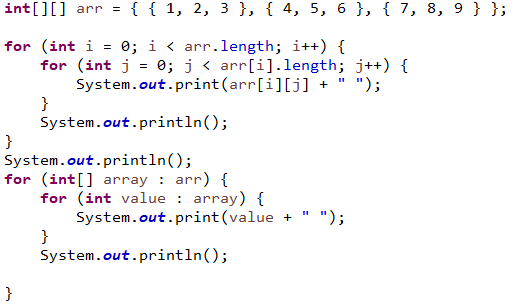 int[][] arr = { { 1, 2, 3 }, { 4, 5, 6 }, { 7, 8, 9 } };

for (int i = 0; i < arr.length; i++) {
    for (int j = 0; j < arr[i].length; j++) {
        System.out.print(arr[i][j] + " ");
    }
    System.out.println();
}
System.out.println();
for (int[] array : arr) {
    for (int value : array) {
        System.out.print(value + " ");
    }
    System.out.println();

}